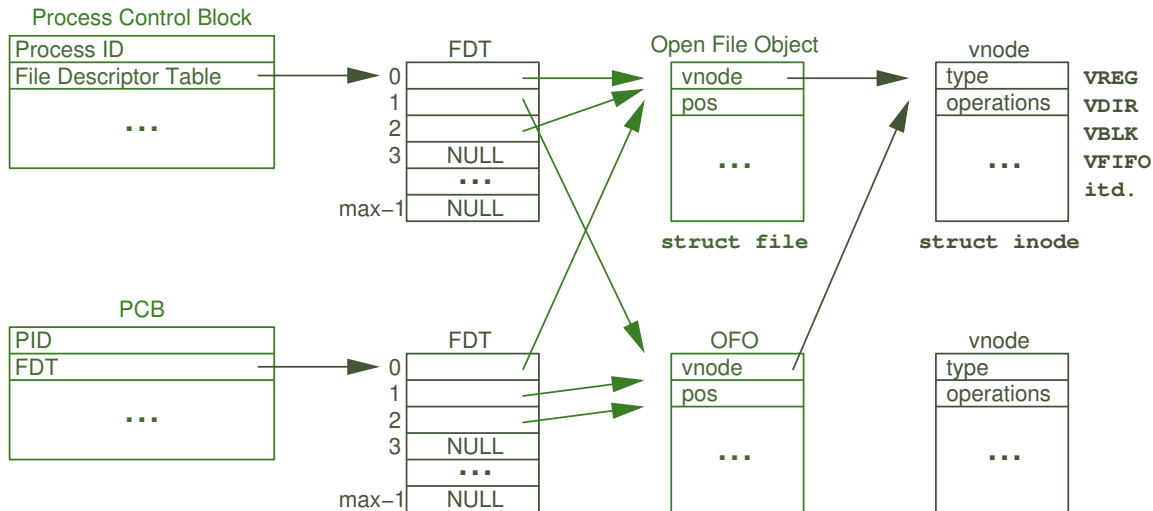 Process Control Block
Process ID
File Descriptor Table
...
FDT
0
1
2
3 NULL
...
max−1 NULL
Open File Object
vnode
pos
...
struct file
vnode
type
operations
...
struct inode
VREG
VDIR
VBLK
VFIFO
itd.
PCB
PID
FDT
...
FDT
0
1
2
3 NULL
...
max−1 NULL
OFO
vnode
pos
...
vnode
type
operations
...